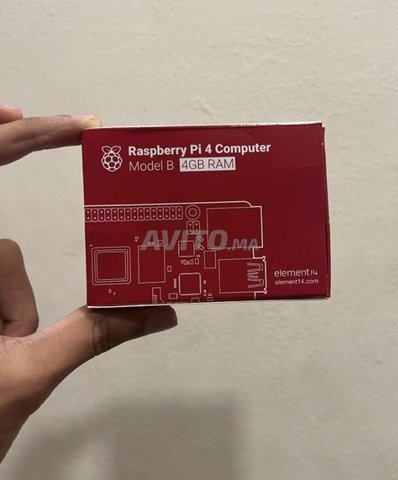 Raspberry Pi 4 Computer
Model B 4GB RAM
AVITO.MA
element14
element14.com